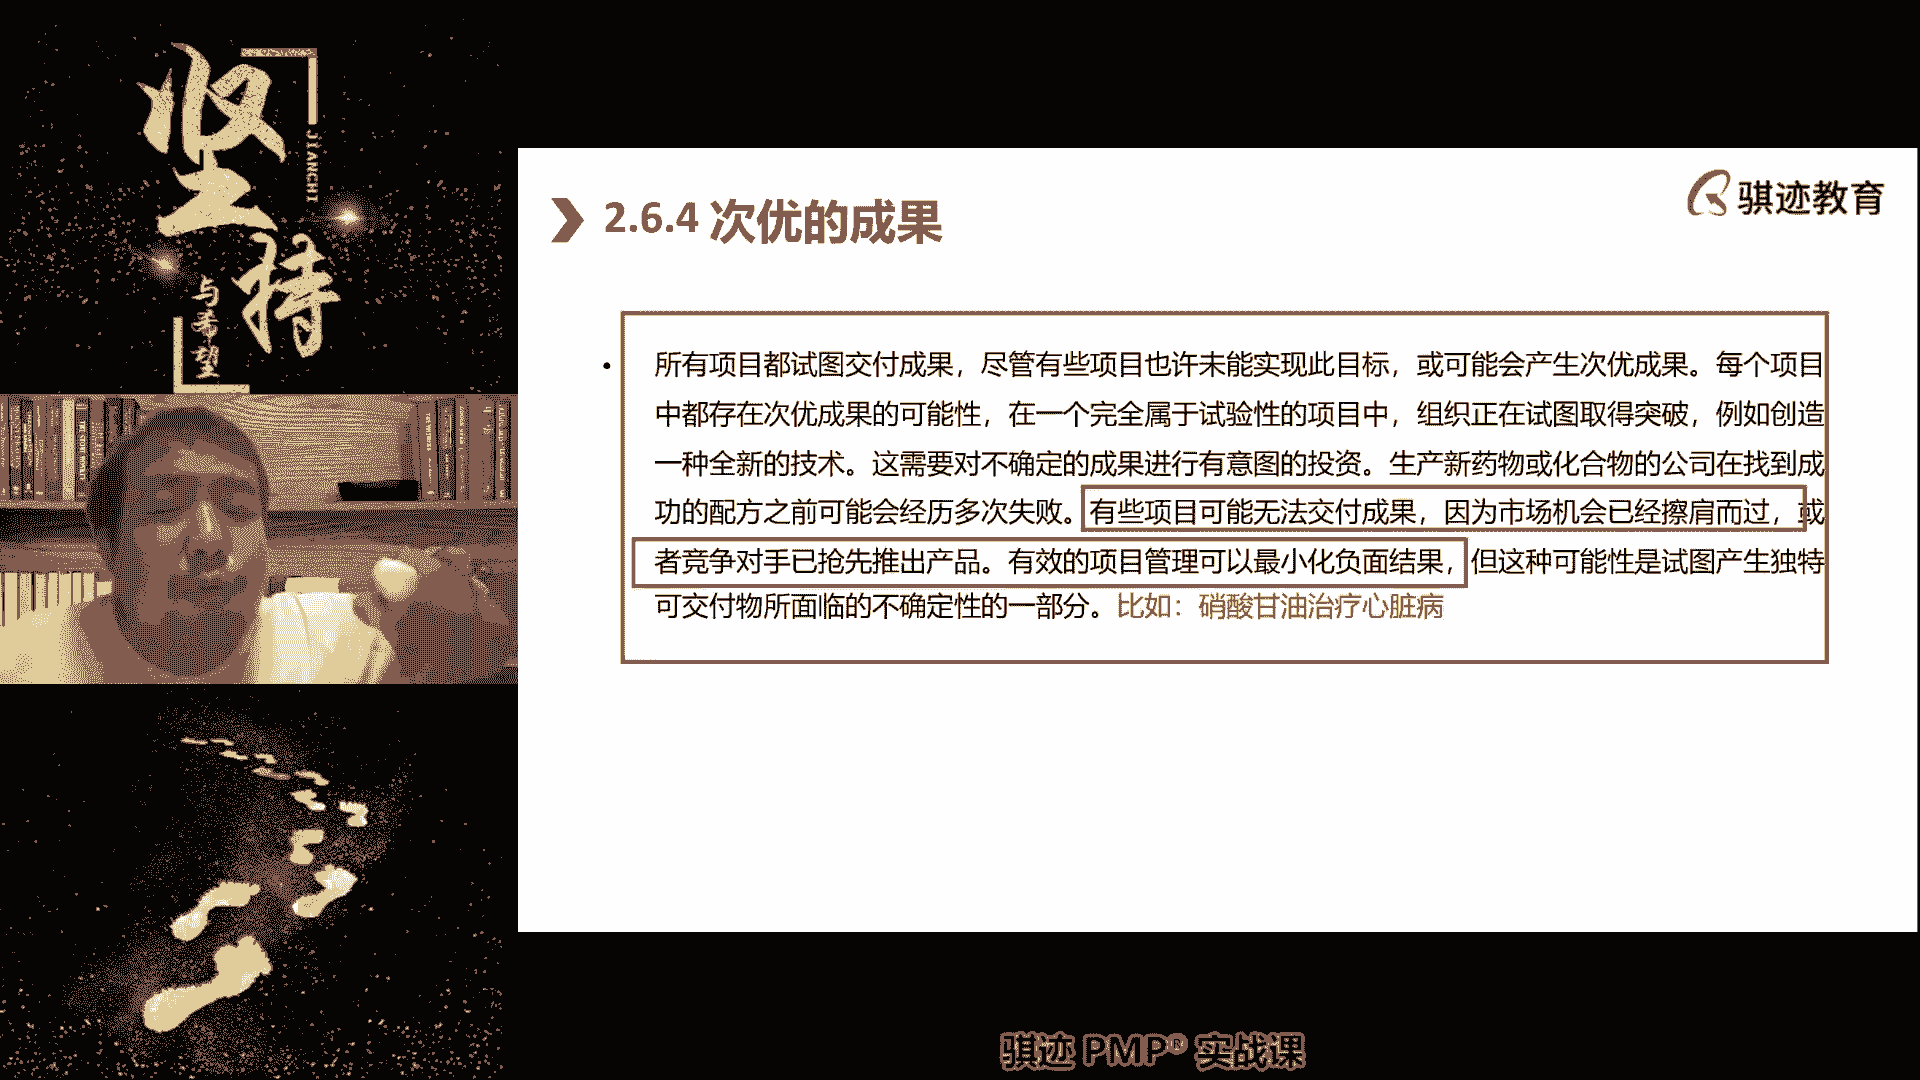 坚持
JIANCHI
与希望
骐迹教育
2.6.4 次优的成果
• 所有项目都试图交付成果，尽管有些项目也许未能实现此目标，或可能会产生次优成果。每个项目
中都存在次优成果的可能性，在一个完全属于试验性的项目中，组织正在试图取得突破，例如创造
一种全新的技术。这需要对不确定的成果进行有意图的投资。生产新药物或化合物的公司在找到成
功的配方之前可能会经历多次失败。有些项目可能无法交付成果，因为市场机会已经擦肩而过，或
者竞争对手已抢先推出产品。有效的项目管理可以最小化负面结果，但这种可能性是试图产生独特
可交付物所面临的不确定性的一部分。比如：硝酸甘油治疗心脏病
骐迹 PMP® 实战课